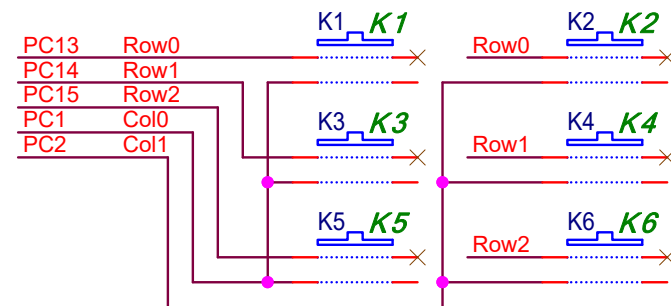 K1 K1
K2 K2
PC13 Row0
Row0
PC14 Row1
PC15 Row2
PC1 Col0
K3 K3
K4 K4
PC2 Col1
Row1
K5 K5
K6 K6
Row2